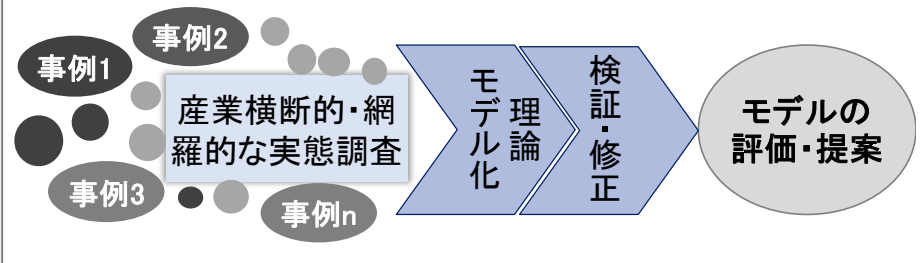 事例1
事例2
産業横断的・網
羅的な実態調査
事例3
事例n
理論
モデル化
検証・修正
モデルの
評価・提案